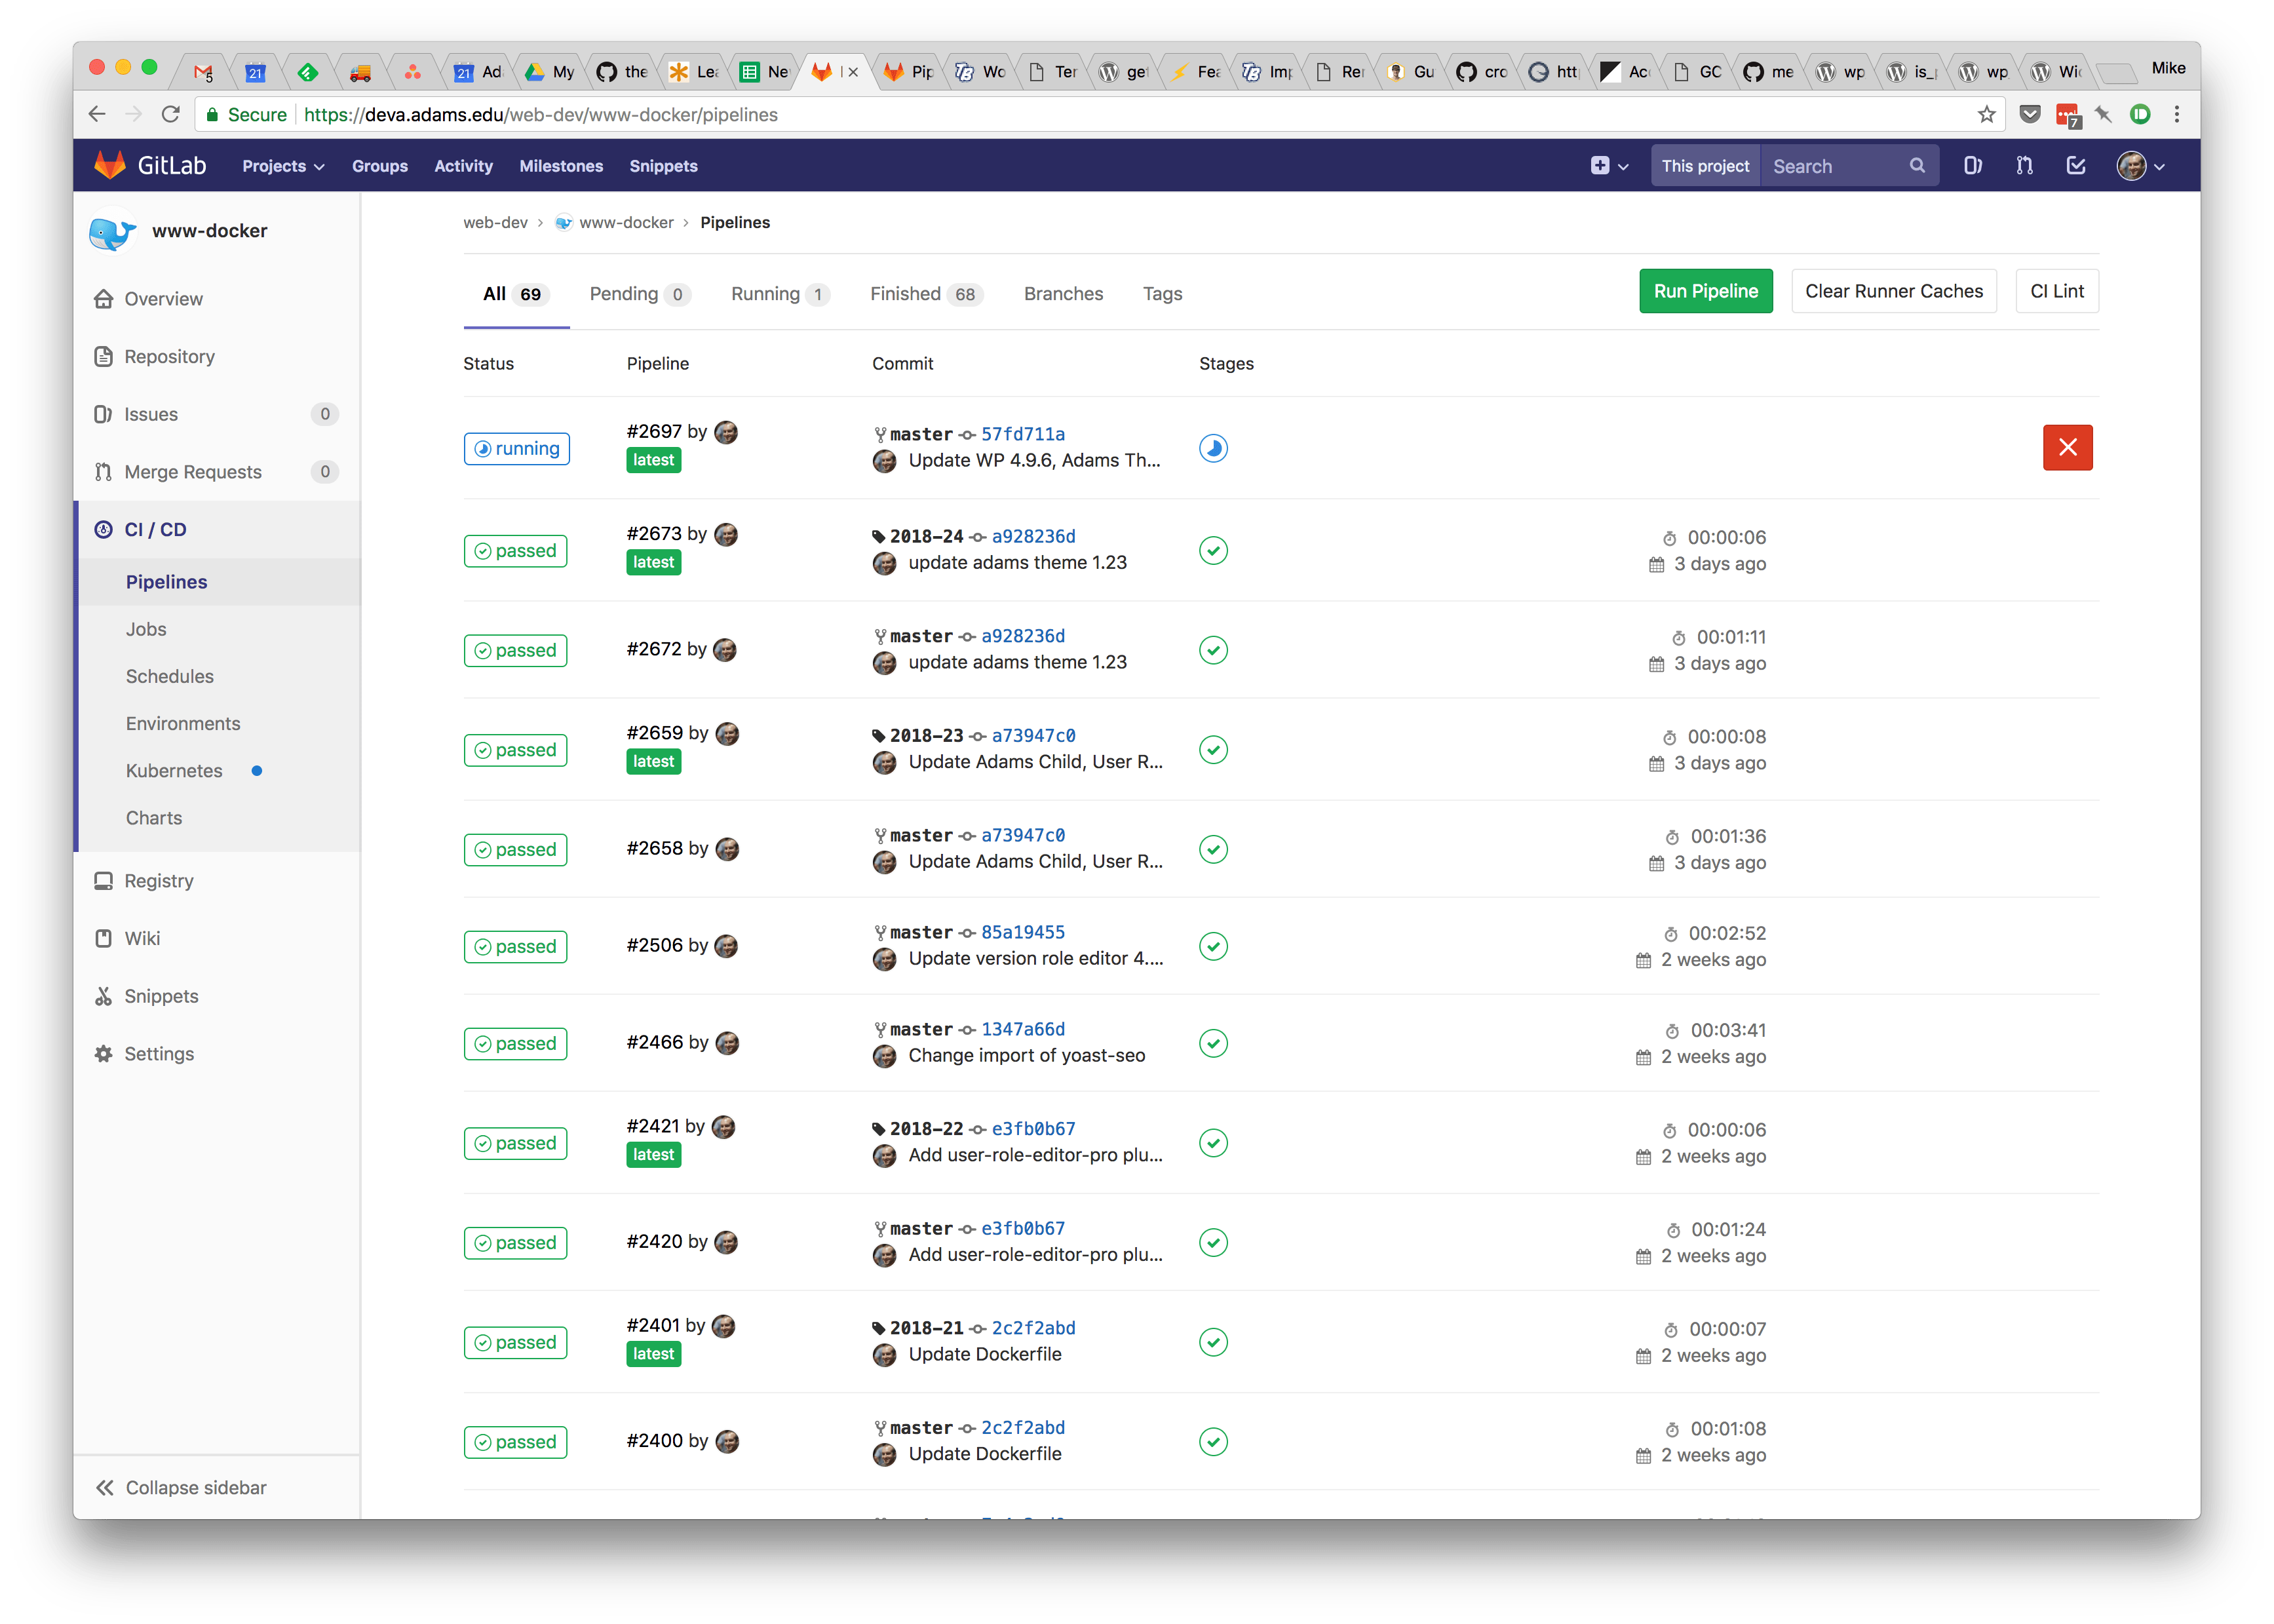 5 21 21 Ad My the Lea Nev Pip Wo Ter get Fea Imp Rer Gu cro http Acc GC me wp is_p wp Wic Mike
Secure https://deva.adams.edu/web-dev/www-docker/pipelines 7
GitLab Projects Groups Activity Milestones Snippets This project Search
www-docker
Overview
Repository
Issues 0
Merge Requests 0
CI / CD
Pipelines
Jobs
Schedules
Environments
Kubernetes
Charts
Registry
Wiki
Snippets
Settings
Collapse sidebar
web-dev > www-docker > Pipelines
All 69 Pending 0 Running 1 Finished 68 Branches Tags Run Pipeline Clear Runner Caches CI Lint
Status Pipeline Commit Stages
running #2697 by latest master 57fd711a
Update WP 4.9.6, Adams Th...
passed #2673 by latest 2018-24 a928236d 00:00:06
update adams theme 1.23 3 days ago
passed #2672 by master a928236d 00:01:11
update adams theme 1.23 3 days ago
passed #2659 by latest 2018-23 a73947c0 00:00:08
Update Adams Child, User R... 3 days ago
passed #2658 by master a73947c0 00:01:36
Update Adams Child, User R... 3 days ago
passed #2506 by master 85a19455 00:02:52
Update version role editor 4.... 2 weeks ago
passed #2466 by master 1347a66d 00:03:41
Change import of yoast-seo 2 weeks ago
passed #2421 by latest 2018-22 e3fb0b67 00:00:06
Add user-role-editor-pro plu... 2 weeks ago
passed #2420 by master e3fb0b67 00:01:24
Add user-role-editor-pro plu... 2 weeks ago
passed #2401 by latest 2018-21 2c2f2abd 00:00:07
Update Dockerfile 2 weeks ago
passed #2400 by master 2c2f2abd 00:01:08
Update Dockerfile 2 weeks ago